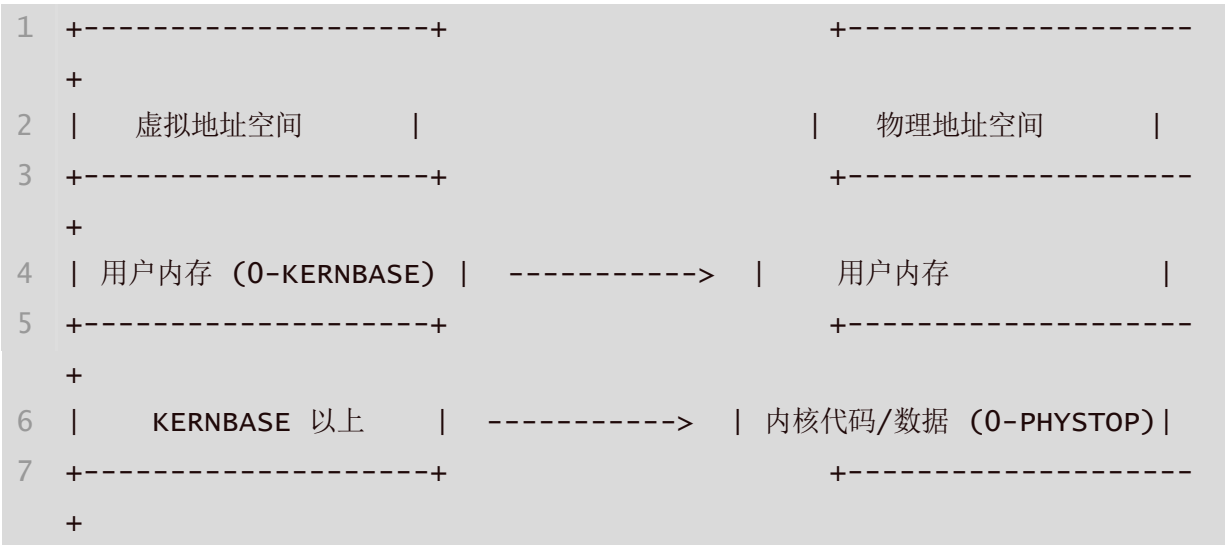 1 +--------------------+ +--------------------
+
2 | 虚拟地址空间 | | 物理地址空间 |
3 +--------------------+ +--------------------
+
4 | 用户内存 (0-KERNBASE) | -----------> | 用户内存 |
5 +--------------------+ +--------------------
+
6 | KERNBASE 以上 | -----------> | 内核代码/数据 (0-PHYSTOP)|
7 +--------------------+ +--------------------
+